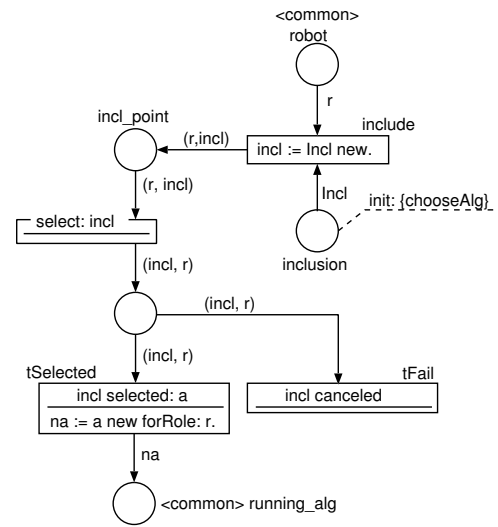 <common>
robot
r
incl_point
(r,incl)
include
incl := Incl new.
(r, incl)
Incl
init: {chooseAlg}
select: incl
inclusion
(incl, r)
(incl, r)
(incl, r)
tSelected
tFail
incl selected: a
incl canceled
na := a new forRole: r.
na
<common> running_alg